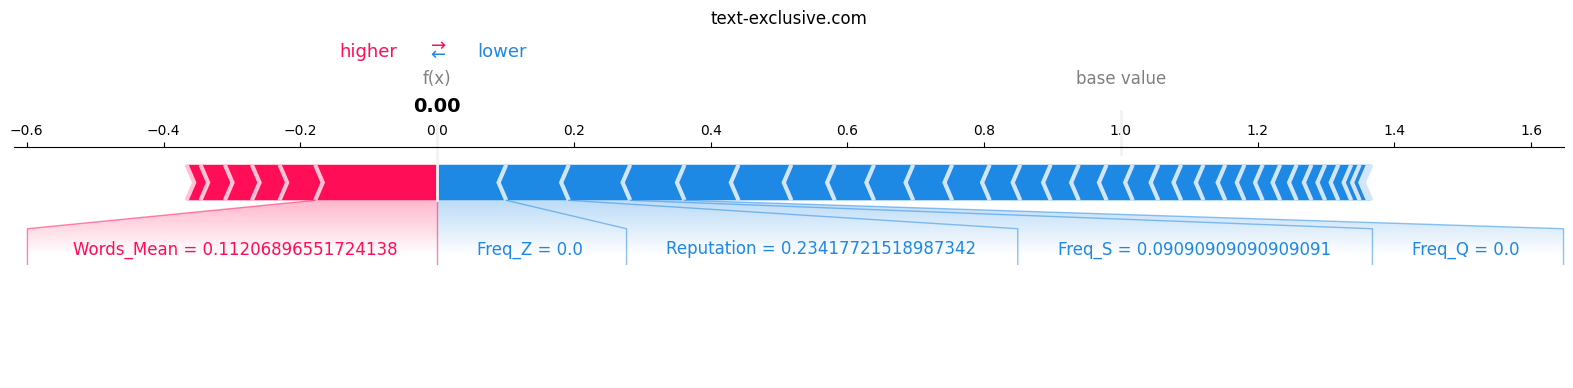 text-exclusive.com
higher → ← lower
f(x) base value
0.00
−0.6 −0.4 −0.2 0.0 0.2 0.4 0.6 0.8 1.0 1.2 1.4 1.6
Words_Mean = 0.11206896551724138 Freq_Z = 0.0 Reputation = 0.23417721518987342 Freq_S = 0.09090909090909091 Freq_Q = 0.0